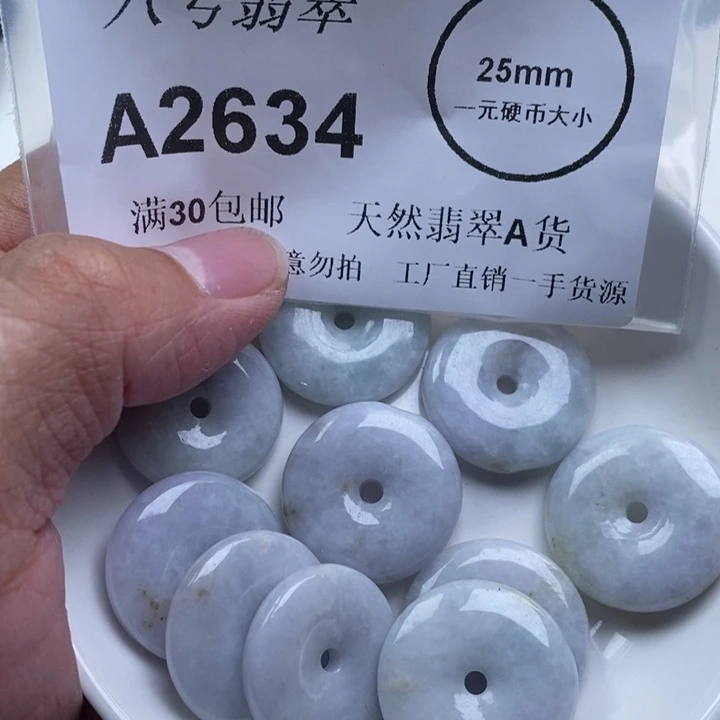 八号翡翠
A2634
25mm
一元硬币大小
满30包邮
天然翡翠A货
意勿拍
工厂直销一手货源